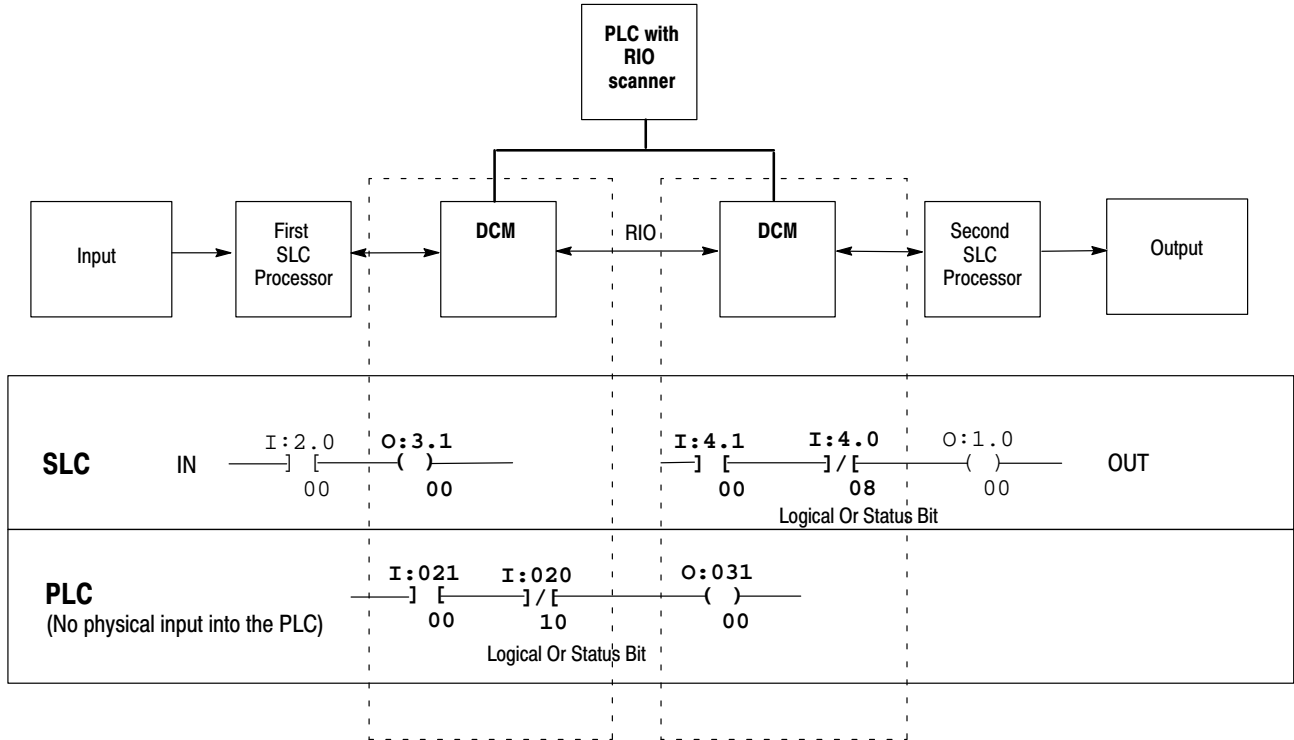 PLC with
RIO
scanner
Input
First
SLC
Processor
DCM
RIO
DCM
Second
SLC
Processor
Output
SLC
IN
I:2.0
O:3.1
] [
( )
00
00
I:4.1
I:4.0
O:1.0
] [
]/[
( )
00
08
00
OUT
Logical Or Status Bit
PLC
(No physical input into the PLC)
I:021
I:020
O:031
] [
]/[
( )
00
10
00
Logical Or Status Bit